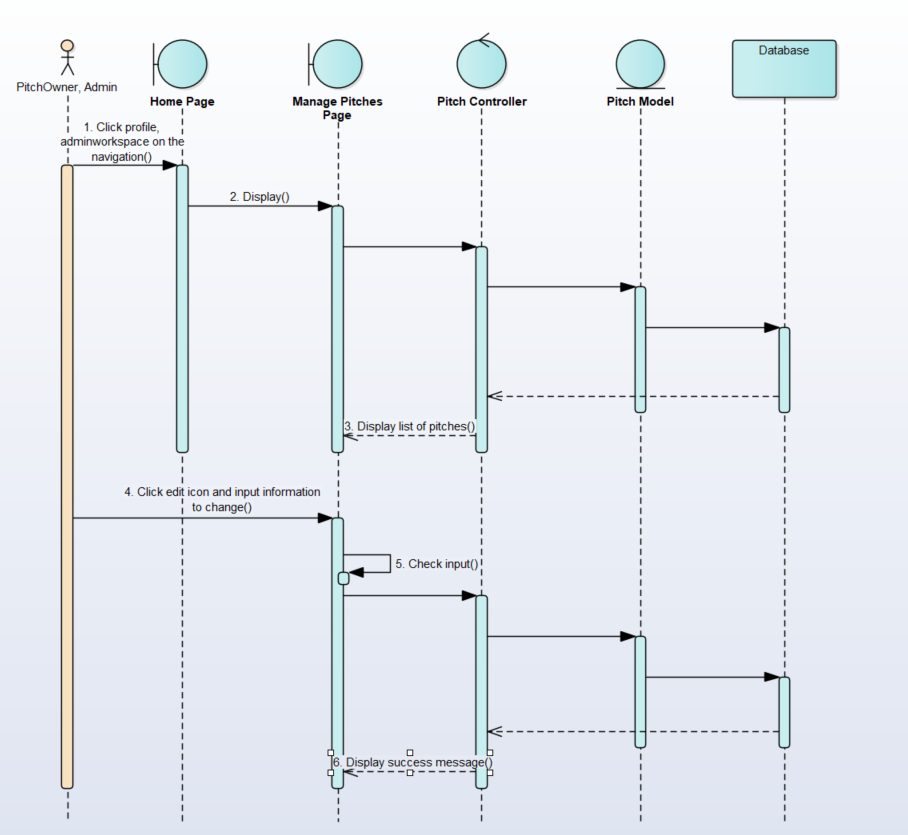 PitchOwner, Admin
Home Page
Manage Pitches
Page
Pitch Controller
Pitch Model
Database
1. Click profile,
adminworkspace on the
navigation()
2. Display()
3. Display list of pitches()
4. Click edit icon and input information
to change()
5. Check input()
6. Display success message()